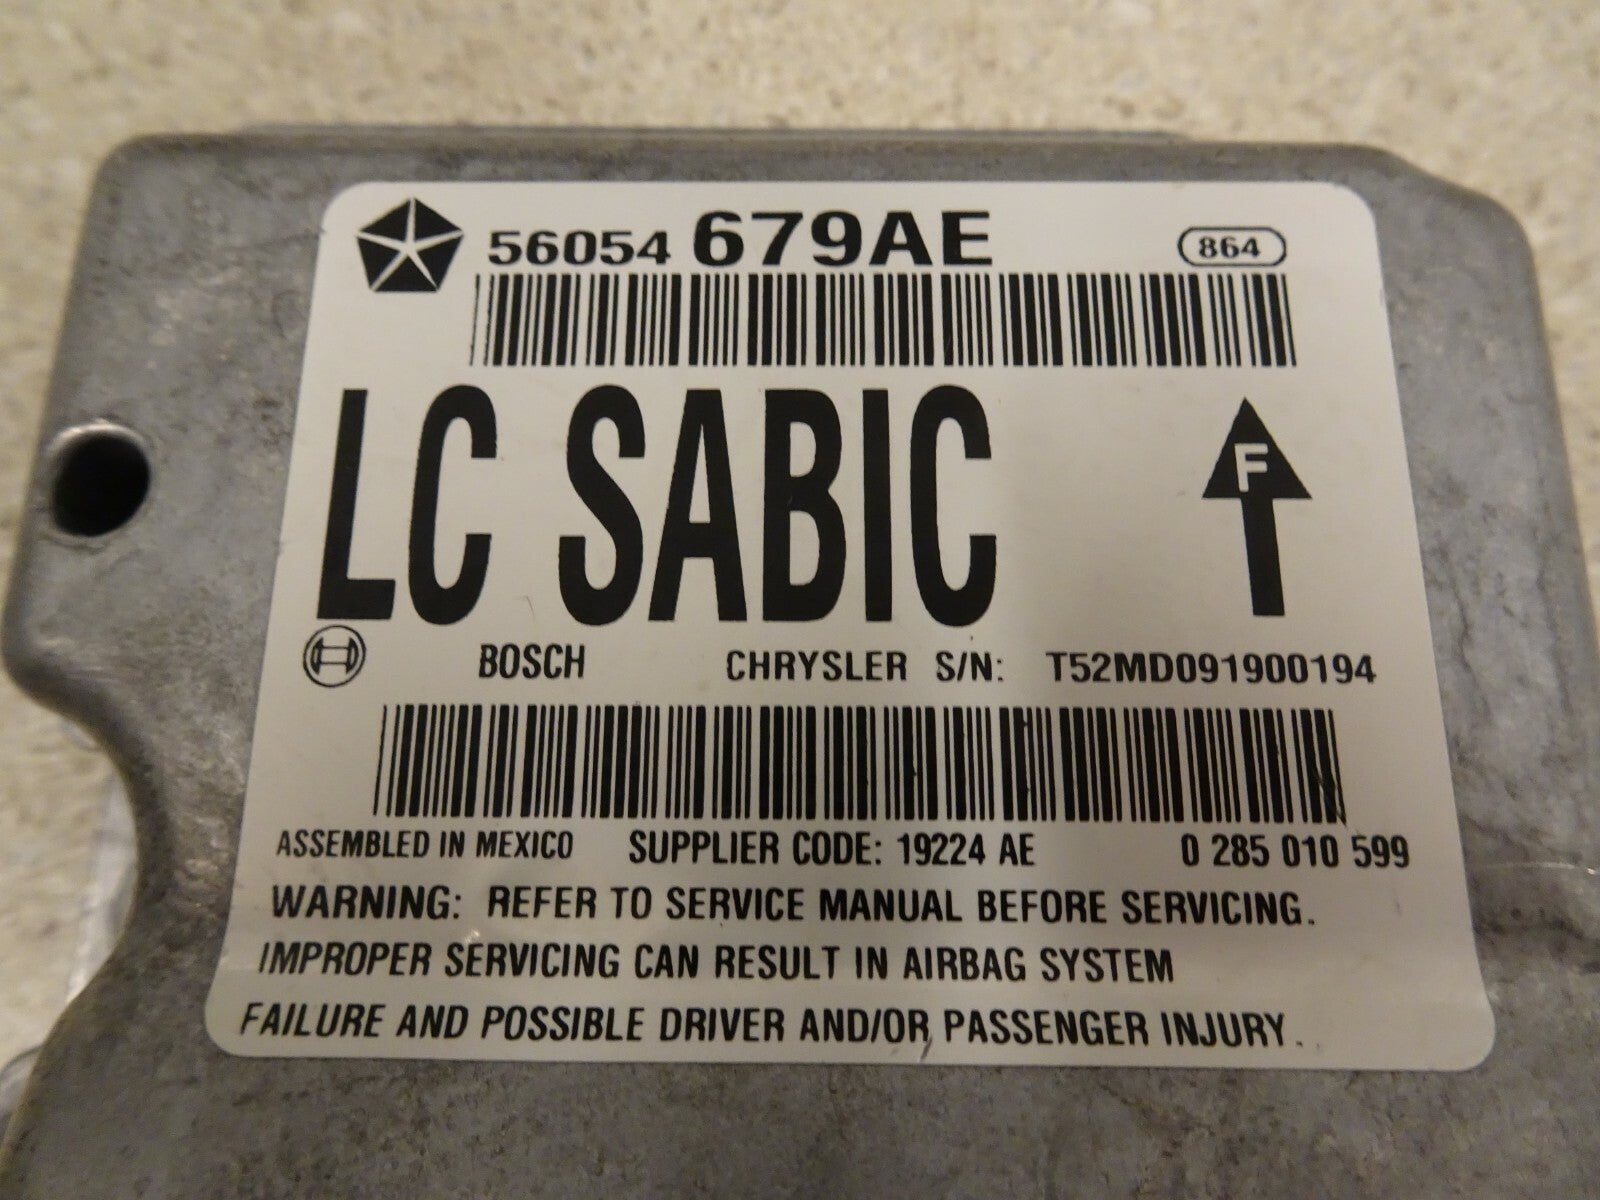 56054 679AE 864
LC SABIC F
BOSCH CHRYSLER S/N: T52MD091900194
ASSEMBLED IN MEXICO SUPPLIER CODE: 19224 AE 0 285 010 599
WARNING: REFER TO SERVICE MANUAL BEFORE SERVICING.
IMPROPER SERVICING CAN RESULT IN AIRBAG SYSTEM
FAILURE AND POSSIBLE DRIVER AND/OR PASSENGER INJURY.